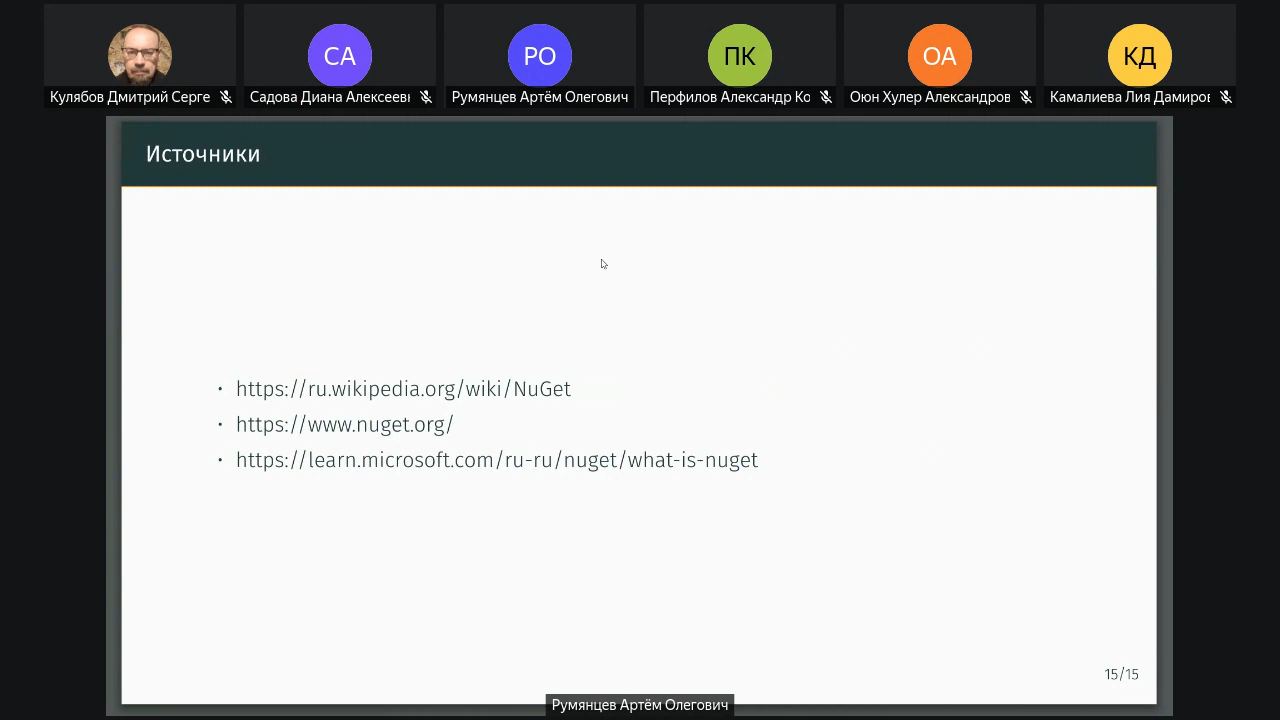 СА
РО
ПК
ОА
КД
Кулябов Дмитрий Серге
Садова Диана Алексеевн
Румянцев Артём Олегович
Перфилов Александр Ко
Оюн Хулер Александров
Камалиева Лия Дамиров
Источники
• https://ru.wikipedia.org/wiki/NuGet
• https://www.nuget.org/
• https://learn.microsoft.com/ru-ru/nuget/what-is-nuget
15/15
Румянцев Артём Олегович